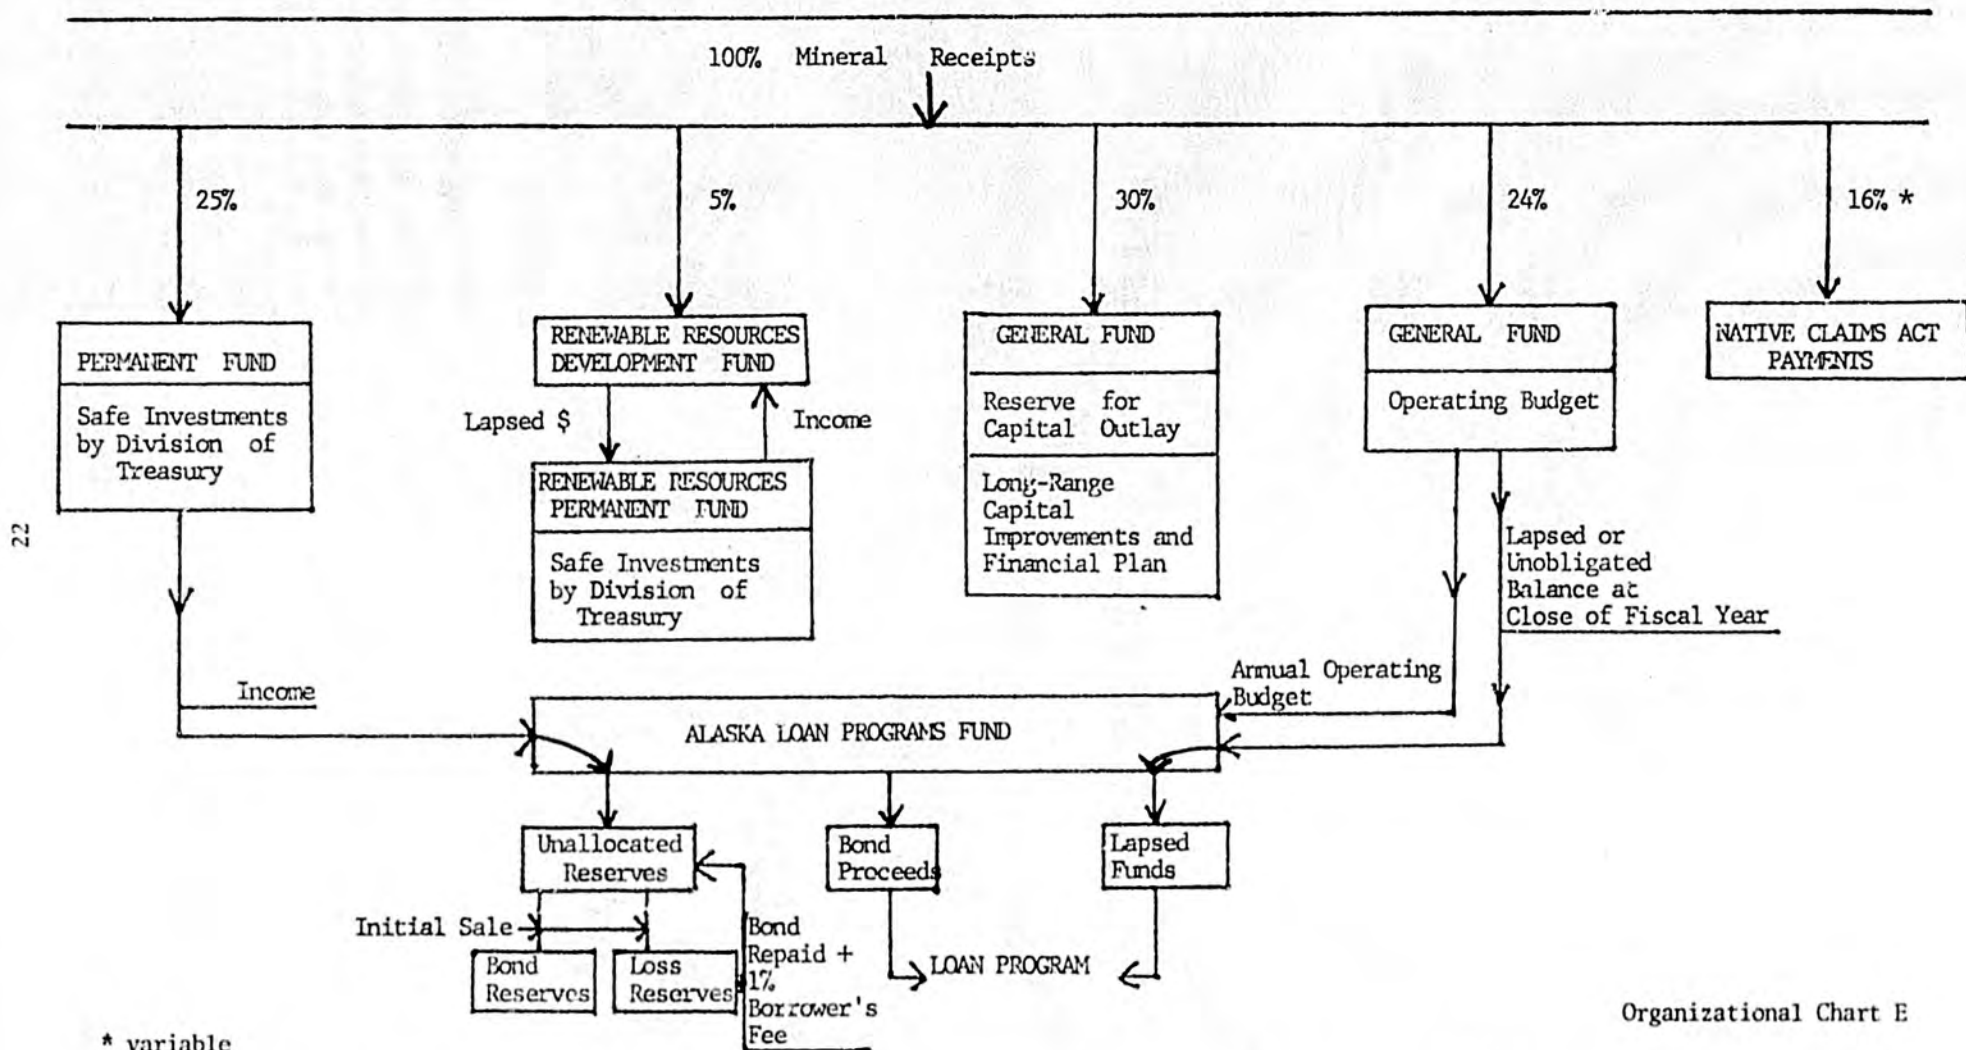 100% Mineral Receipts
25%
5%
30%
24%
16% *
PERMANENT FUND
Safe Investments
by Division of
Treasury
RENEWABLE RESOURCES
DEVELOPMENT FUND
Lapsed $
Income
RENEWABLE RESOURCES
PERMANENT FUND
Safe Investments
by Division of
Treasury
GENERAL FUND
Reserve for
Capital Outlay
Long-Range
Capital
Improvements and
Financial Plan
GENERAL FUND
Operating Budget
NATIVE CLAIMS ACT
PAYMENTS
22
Lapsed or
Unobligated
Balance at
Close of Fiscal Year
Income
Annual Operating
Budget
ALASKA LOAN PROGRAMS FUND
Unallocated
Reserves
Bond
Proceeds
Lapsed
Funds
Initial Sale
Bond
Reserves
Loss
Reserves
Bond
Repaid +
1%
Borrower's
Fee
LOAN PROGRAM
Organizational Chart E
* variable